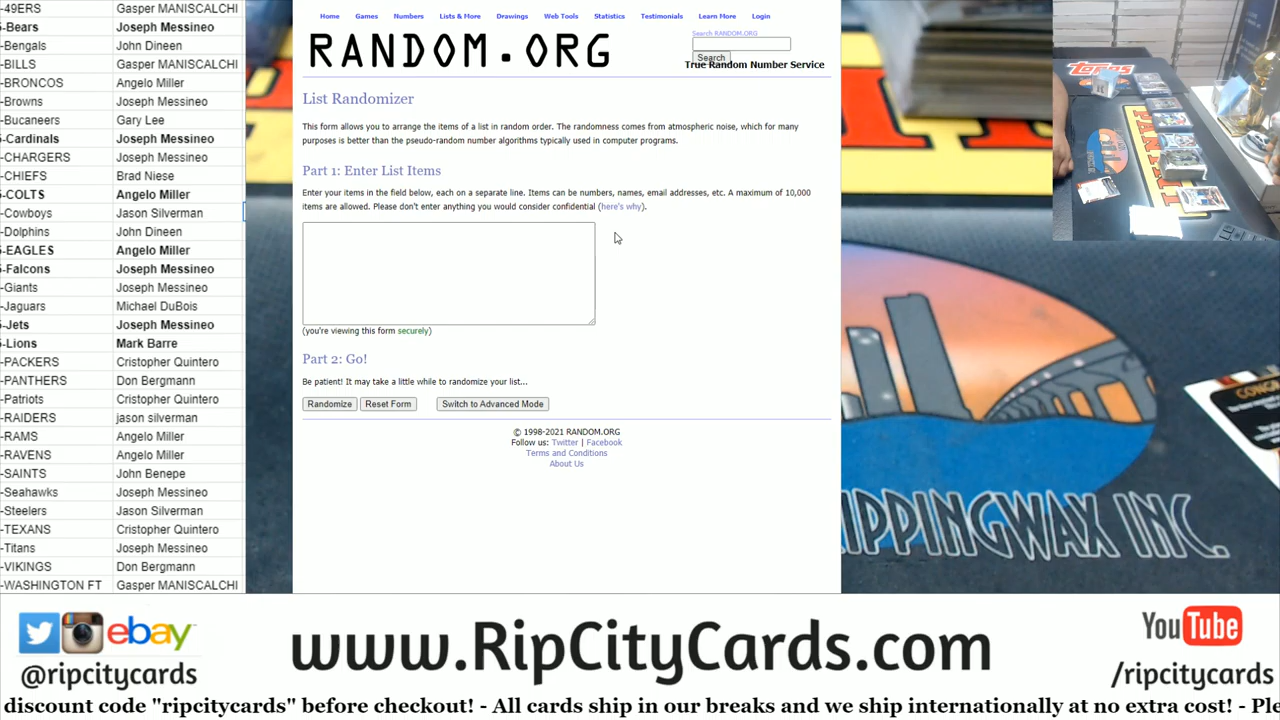 -49ERS Gasper MANISCALCHI
-Bears Joseph Messineo
-Bengals John Dineen
-BILLS Gasper MANISCALCHI
-BRONCOS Angelo Miller
-Browns Joseph Messineo
-Bucaneers Gary Lee
-Cardinals Joseph Messineo
-CHARGERS Joseph Messineo
-CHIEFS Brad Niese
-COLTS Angelo Miller
-Cowboys Jason Silverman
-Dolphins John Dineen
-EAGLES Angelo Miller
-Falcons Joseph Messineo
-Giants Joseph Messineo
-Jaguars Michael DuBois
-Jets Joseph Messineo
-Lions Mark Barre
-PACKERS Cristopher Quintero
-PANTHERS Don Bergmann
-Patriots Cristopher Quintero
-RAIDERS jason silverman
-RAMS Angelo Miller
-RAVENS Angelo Miller
-SAINTS John Benepe
-Seahawks Joseph Messineo
-Steelers Jason Silverman
-TEXANS Cristopher Quintero
-Titans Joseph Messineo
-VIKINGS Don Bergmann
-WASHINGTON FT Gasper MANISCALCHI
Home Games Numbers Lists & More Drawings Web Tools Statistics Testimonials Learn More Login
RANDOM.ORG
Search RANDOM.ORG
Search
True Random Number Service
List Randomizer
This form allows you to arrange the items of a list in random order. The randomness comes from atmospheric noise, which for many
purposes is better than the pseudo-random number algorithms typically used in computer programs.
Part 1: Enter List Items
Enter your items in the field below, each on a separate line. Items can be numbers, names, email addresses, etc. A maximum of 10,000
items are allowed. Please don't enter anything you would consider confidential (here's why).
(you're viewing this form securely)
Part 2: Go!
Be patient! It may take a little while to randomize your list...
Randomize Reset Form Switch to Advanced Mode
© 1998-2021 RANDOM.ORG
Follow us: Twitter | Facebook
Terms and Conditions
About Us
Topps
PANINI
IPPINGWAX INC.
ebay
@ripcitycards
www.RipCityCards.com
YouTube
/ripcitycards
discount code "ripcitycards" before checkout! - All cards ship in our breaks and we ship internationally at no extra cost! - Ple